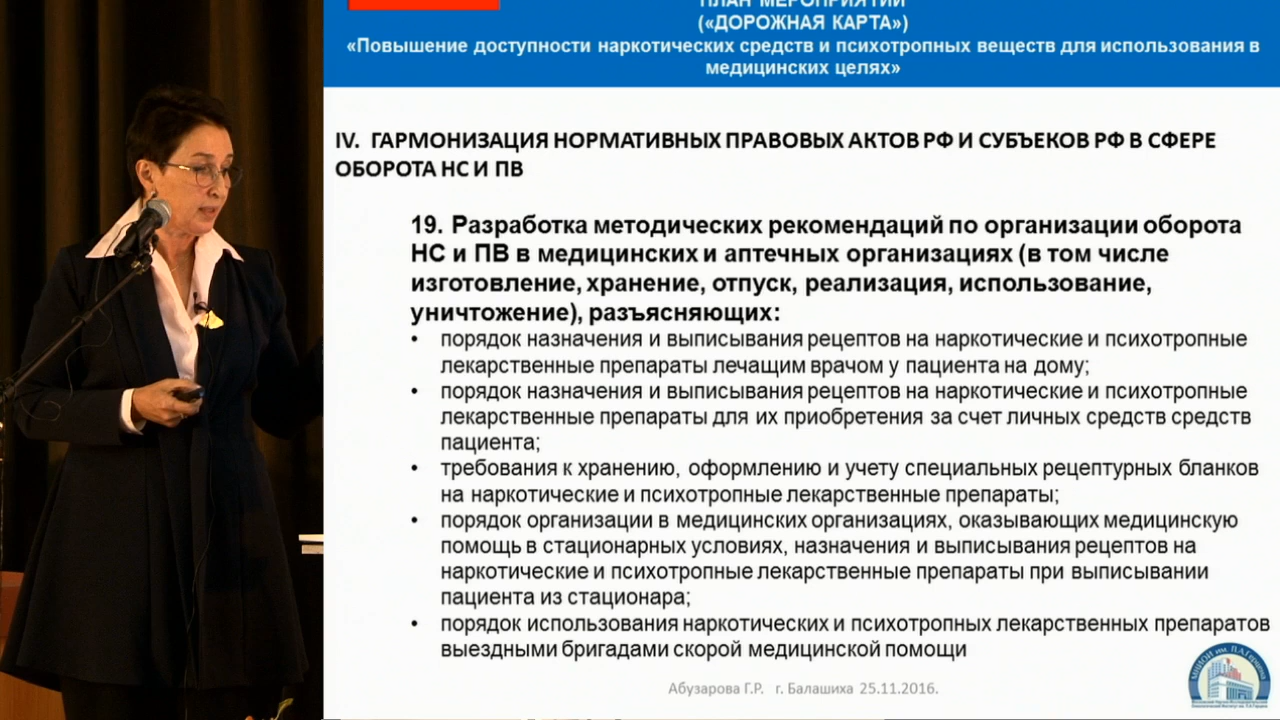 ПЛАН МЕРОПРИЯТИЙ
(«ДОРОЖНАЯ КАРТА»)
«Повышение доступности наркотических средств и психотропных веществ для использования в
медицинских целях»
IV. ГАРМОНИЗАЦИЯ НОРМАТИВНЫХ ПРАВОВЫХ АКТОВ РФ И СУБЪЕКОВ РФ В СФЕРЕ
ОБОРОТА НС И ПВ
19. Разработка методических рекомендаций по организации оборота
НС и ПВ в медицинских и аптечных организациях (в том числе
изготовление, хранение, отпуск, реализация, использование,
уничтожение), разъясняющих:
• порядок назначения и выписывания рецептов на наркотические и психотропные
лекарственные препараты лечащим врачом у пациента на дому;
• порядок назначения и выписывания рецептов на наркотические и психотропные
лекарственные препараты для их приобретения за счет личных средств средств
пациента;
• требования к хранению, оформлению и учету специальных рецептурных бланков
на наркотические и психотропные лекарственные препараты;
• порядок организации в медицинских организациях, оказывающих медицинскую
помощь в стационарных условиях, назначения и выписывания рецептов на
наркотические и психотропные лекарственные препараты при выписывании
пациента из стационара;
• порядок использования наркотических и психотропных лекарственных препаратов
выездными бригадами скорой медицинской помощи
Абузарова Г.Р. г. Балашиха 25.11.2016.
МНИОИ им. П.А.Герцена